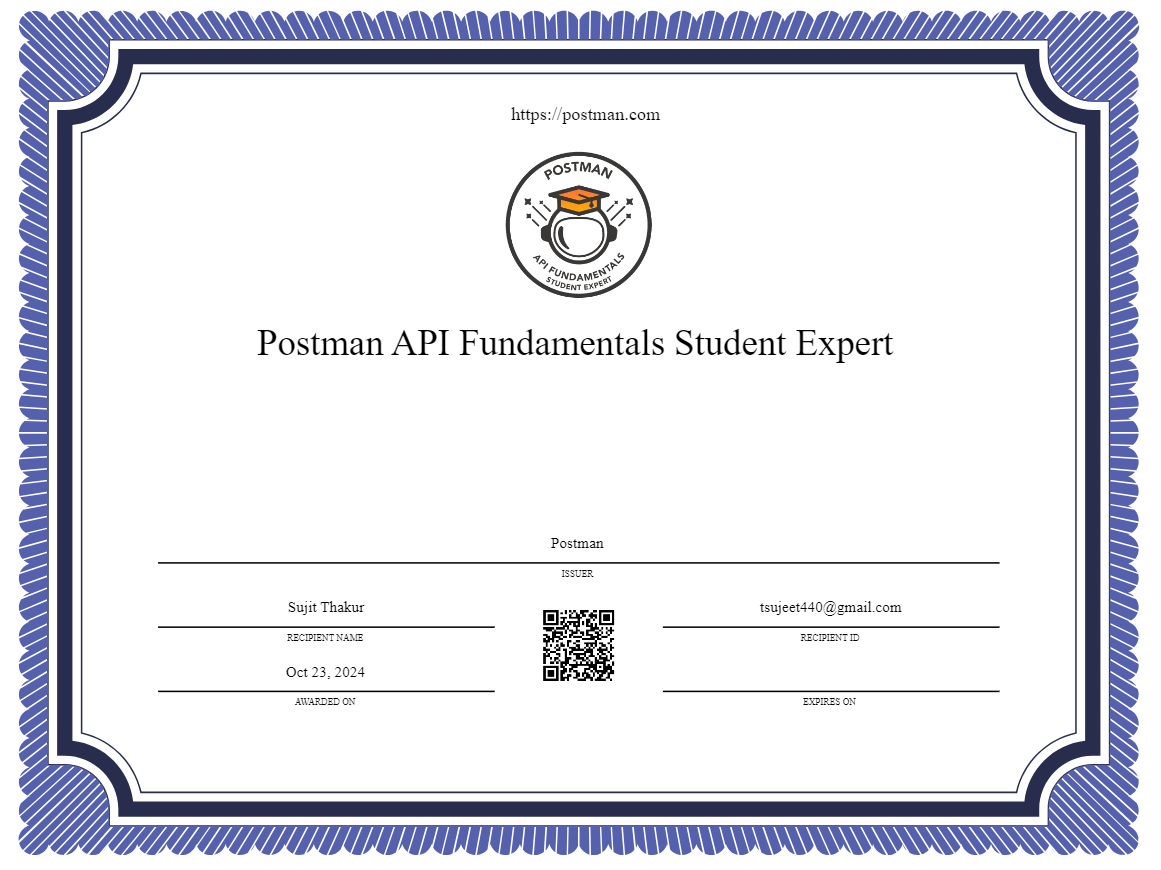 https://postman.com
POSTMAN
API FUNDAMENTALS
STUDENT EXPERT
Postman API Fundamentals Student Expert
Postman
ISSUER
Sujit Thakur
RECIPIENT NAME
tsujeet440@gmail.com
RECIPIENT ID
Oct 23, 2024
AWARDED ON
EXPIRES ON